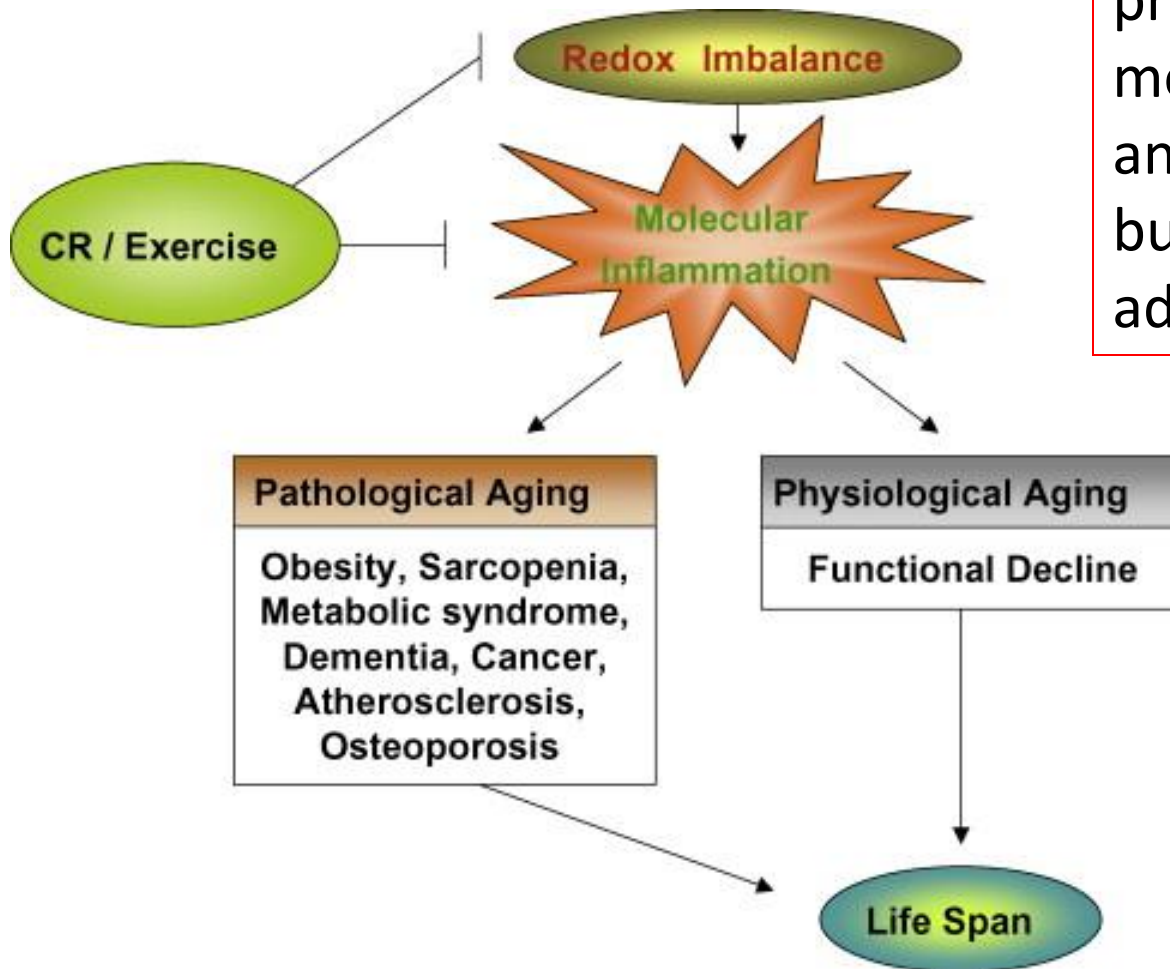 Redox Imbalance
Molecular
Inflammation
CR / Exercise
Pathological Aging
Obesity, Sarcopenia,
Metabolic syndrome,
Dementia, Cancer,
Atherosclerosis,
Osteoporosis
Physiological Aging
Functional Decline
Life Span